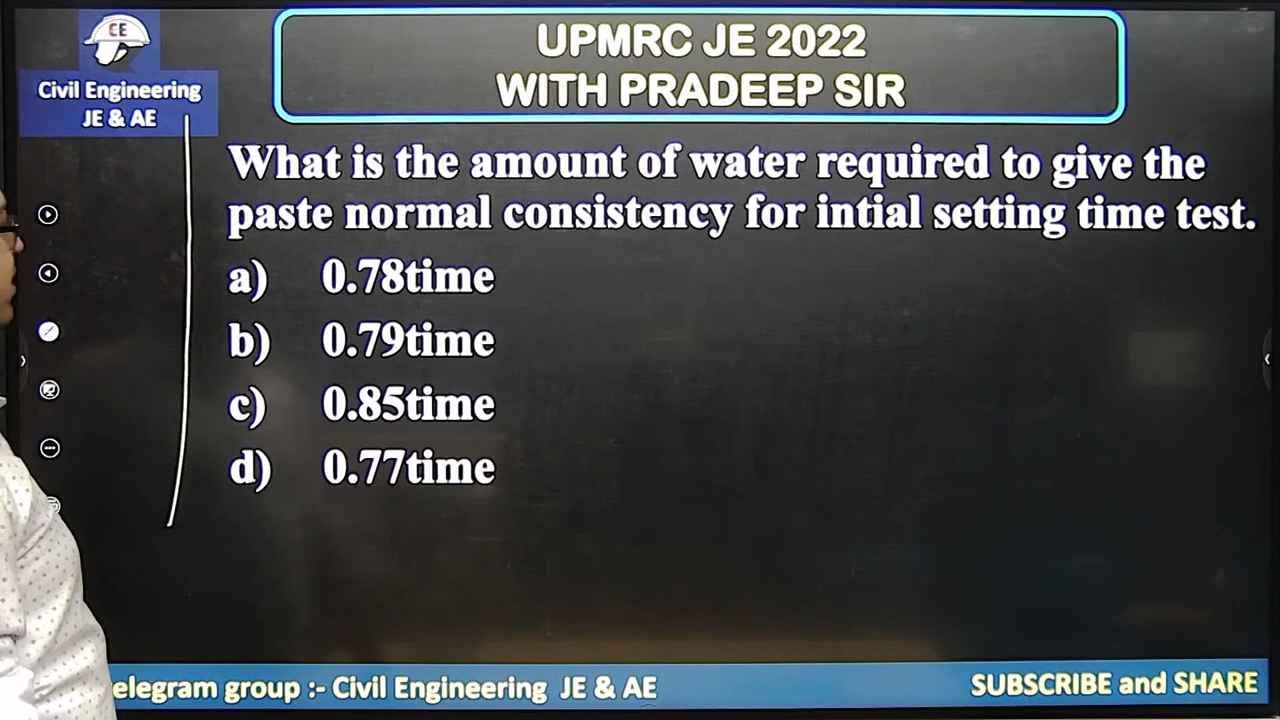 CE
Civil Engineering
JE & AE
UPMRC JE 2022
WITH PRADEEP SIR
What is the amount of water required to give the
paste normal consistency for intial setting time test.
a) 0.78time
b) 0.79time
c) 0.85time
d) 0.77time
elegram group :- Civil Engineering JE & AE
SUBSCRIBE and SHARE